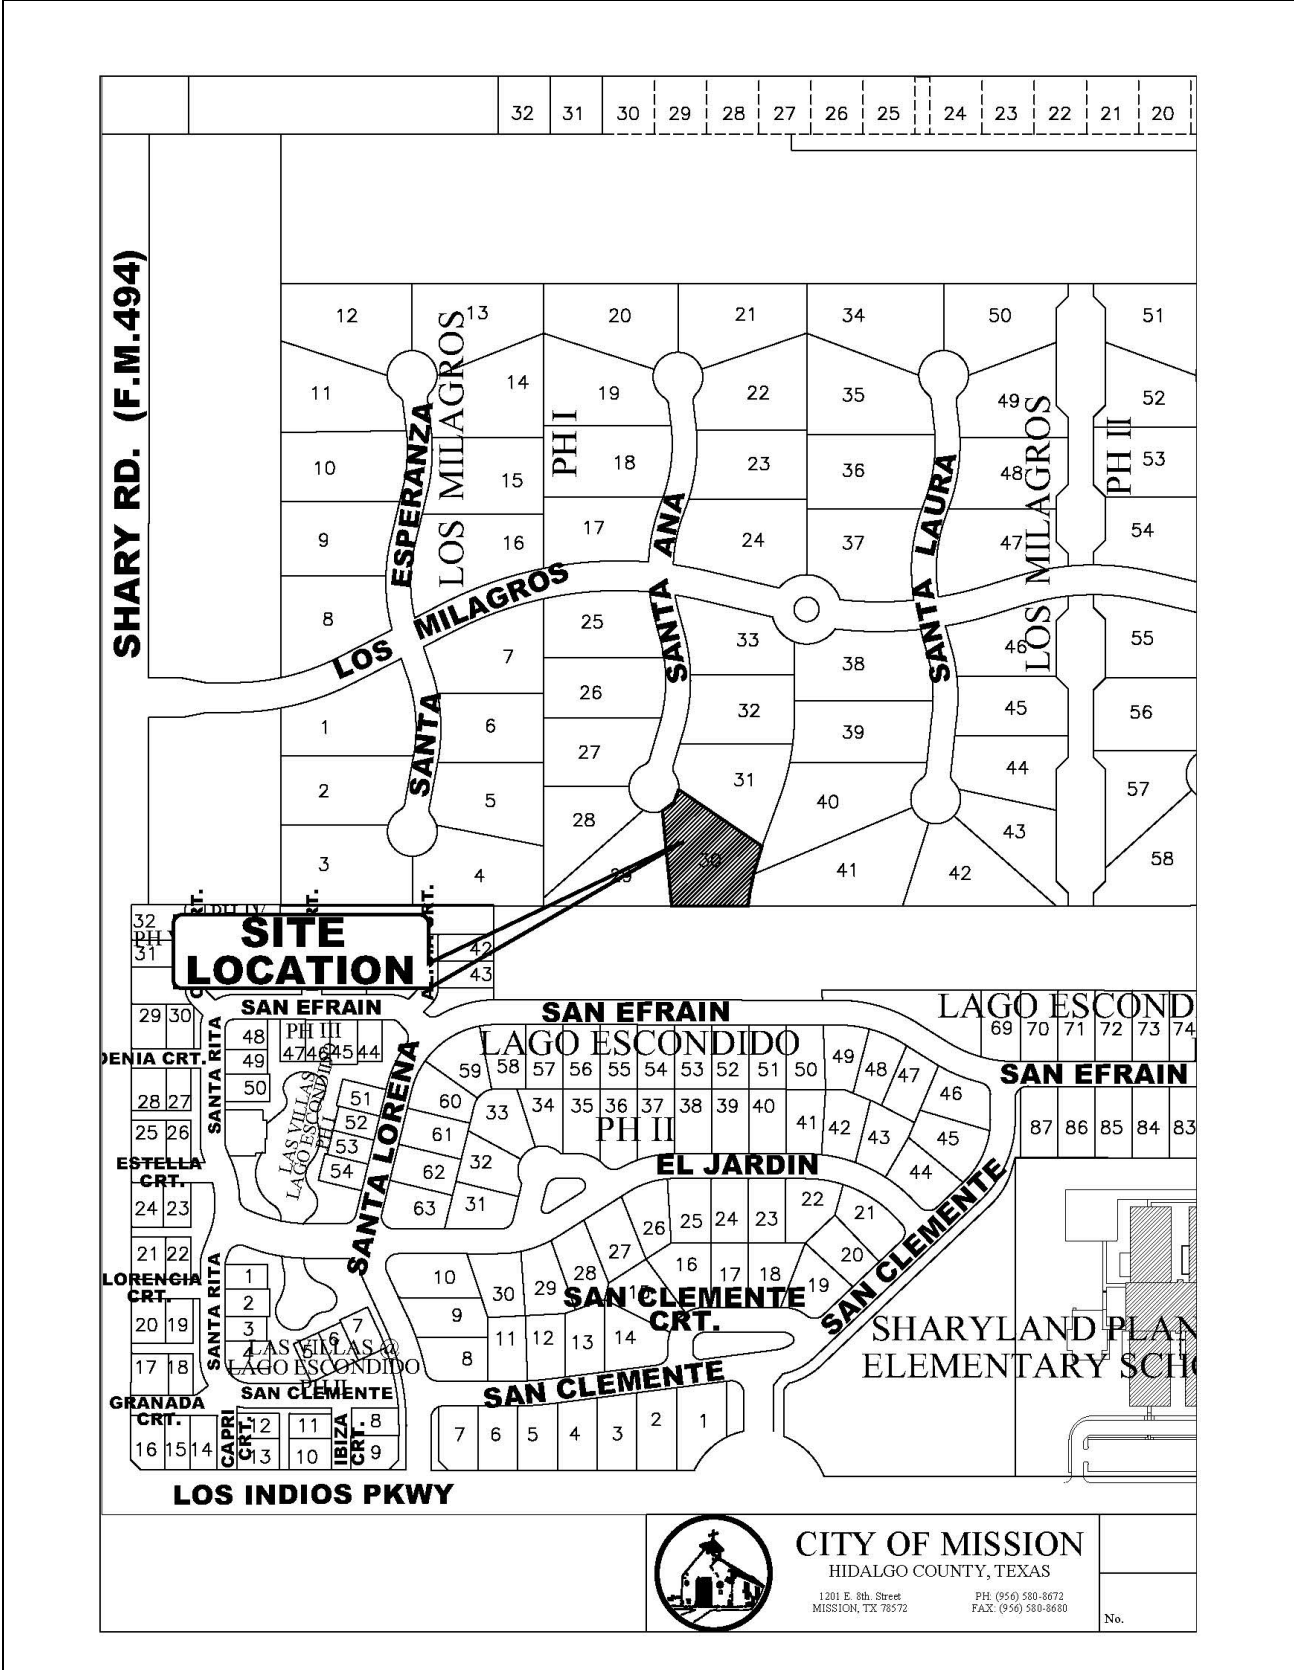 32 31 30 29 28 27 26 25 24 23 22 21 20
SHARY RD. (F.M.494)
12 13 20 21 34 50 51
11 14 19 22 35 49 52
10 15 18 23 36 48 53
9 16 17 24 37 47 54
8 7 25 33 38 46 55
1 6 26 32 39 45 56
2 5 27 31 40 44 57
3 4 28 29 30 41 42 43 58
LOS MILAGROS
PH I
LOS MILAGROS
PH III
SANTA ESPERANZA
LOS MILAGROS
SANTA ANA
SANTA LAURA
32
31
42
43
SITE
LOCATION
SAN EFRAIN
SAN EFRAIN
LAGO ESCOND
69 70 71 72 73 74
SAN EFRAIN
87 86 85 84 83
29 30
48
PH III
47 46 45 44
49
50
DENIA CRT.
SANTA RITA
28 27
25 26
ESTELLA
CRT.
24 23
21 22
LORENCIA
CRT.
20 19
17 18
GRANADA
CRT.
16 15 14
LAS VILLAS
LAGO ESCONDIDO
PH I
51
52
53
54
SANTA LORENA
LAGO ESCONDIDO
59 58 57 56 55 54 53 52 51 50 49 48 47 46
60 33 34 35 36 37 38 39 40 41 42 43 45
PH II
61
62 32 44
63 31
EL JARDIN
26 25 24 23 22 21
27 16 17 18 19 20
10 30 29 28 15
9
8 11 12 13 14
SAN CLEMENTE
CRT.
SAN CLEMENTE
SANTA RITA
1
2
3
4
5 6 7
LAS VILLAS @
LAGO ESCONDIDO
PH II
SAN CLEMENTE
CAPRI
CRT.
12
13
11
10
IBIZA
CRT.
8
9
SAN CLEMENTE
7 6 5 4 3 2 1
SHARYLAND PLAN
ELEMENTARY SCHO
LOS INDIOS PKWY
CITY OF MISSION
HIDALGO COUNTY, TEXAS
1201 E. 8th. Street
MISSION, TX 78572
PH: (956) 580-8672
FAX: (956) 580-8680
No.